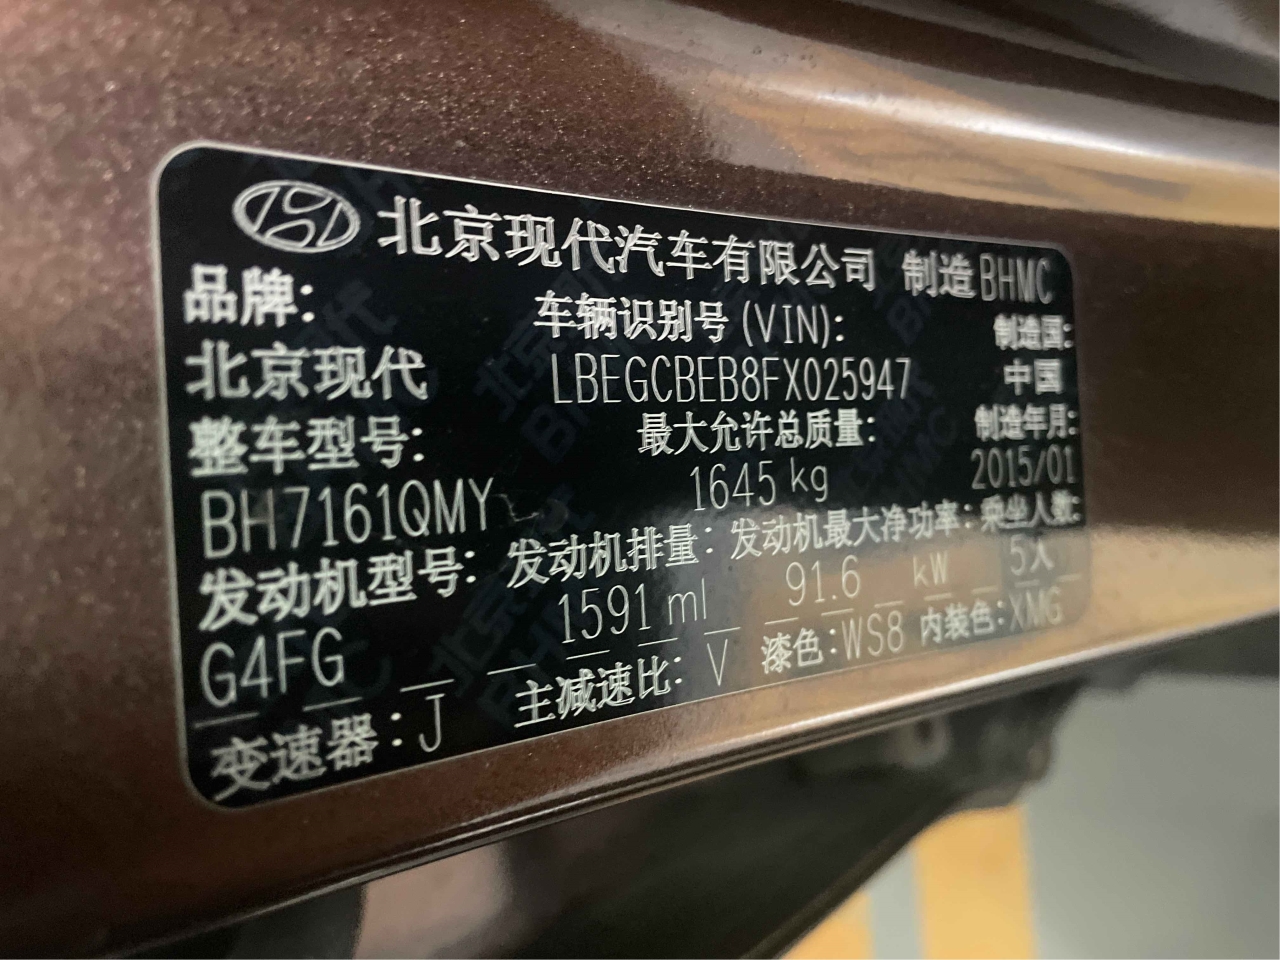 北京现代汽车有限公司 制造 BHMC
品牌: 车辆识别号 (VIN): 制造国:
北京现代 LBEGCBEB8FX025947 中国
整车型号: 最大允许总质量: 制造年月:
BH7161QMY 1645 kg 2015/01
发动机型号: 发动机排量: 发动机最大净功率: 乘坐人数:
G4FG 1591 ml 91.6 kW 5人
变速器: J 主减速比: V 漆色: WS8 内装色: XMG